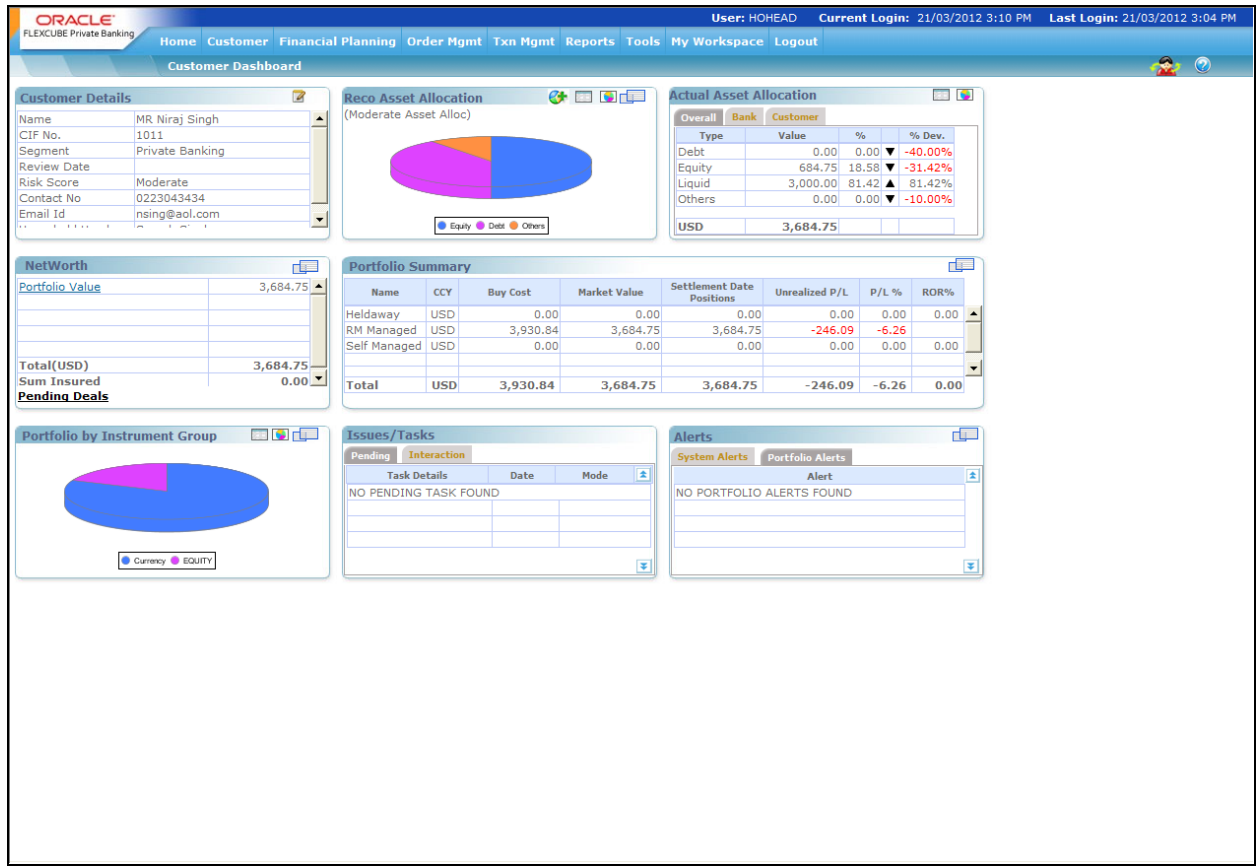 ORACLE
FLEXCUBE Private Banking
User: HOHEAD Current Login: 21/03/2012 3:10 PM Last Login: 21/03/2012 3:04 PM
Home Customer Financial Planning Order Mgmt Txn Mgmt Reports Tools My Workspace Logout
Customer Dashboard
Customer Details
Name MR Niraj Singh
CIF No. 1011
Segment Private Banking
Review Date
Risk Score Moderate
Contact No 0223043434
Email Id nsing@aol.com
Reco Asset Allocation
(Moderate Asset Alloc)
Equity Debt Others
Actual Asset Allocation
Overall Bank Customer
Type Value % % Dev.
Debt 0.00 0.00 ▼ -40.00%
Equity 684.75 18.58 ▼ -31.42%
Liquid 3,000.00 81.42 ▲ 81.42%
Others 0.00 0.00 ▼ -10.00%
USD 3,684.75
NetWorth
Portfolio Value 3,684.75
Total(USD) 3,684.75
Sum Insured 0.00
Pending Deals
Portfolio Summary
Name CCY Buy Cost Market Value Settlement Date Positions Unrealized P/L P/L % ROR%
Heldaway USD 0.00 0.00 0.00 0.00 0.00 0.00
RM Managed USD 3,930.84 3,684.75 3,684.75 -246.09 -6.26
Self Managed USD 0.00 0.00 0.00 0.00 0.00 0.00
Total USD 3,930.84 3,684.75 3,684.75 -246.09 -6.26 0.00
Portfolio by Instrument Group
Currency EQUITY
Issues/Tasks
Pending Interaction
Task Details Date Mode
NO PENDING TASK FOUND
Alerts
System Alerts Portfolio Alerts
Alert
NO PORTFOLIO ALERTS FOUND